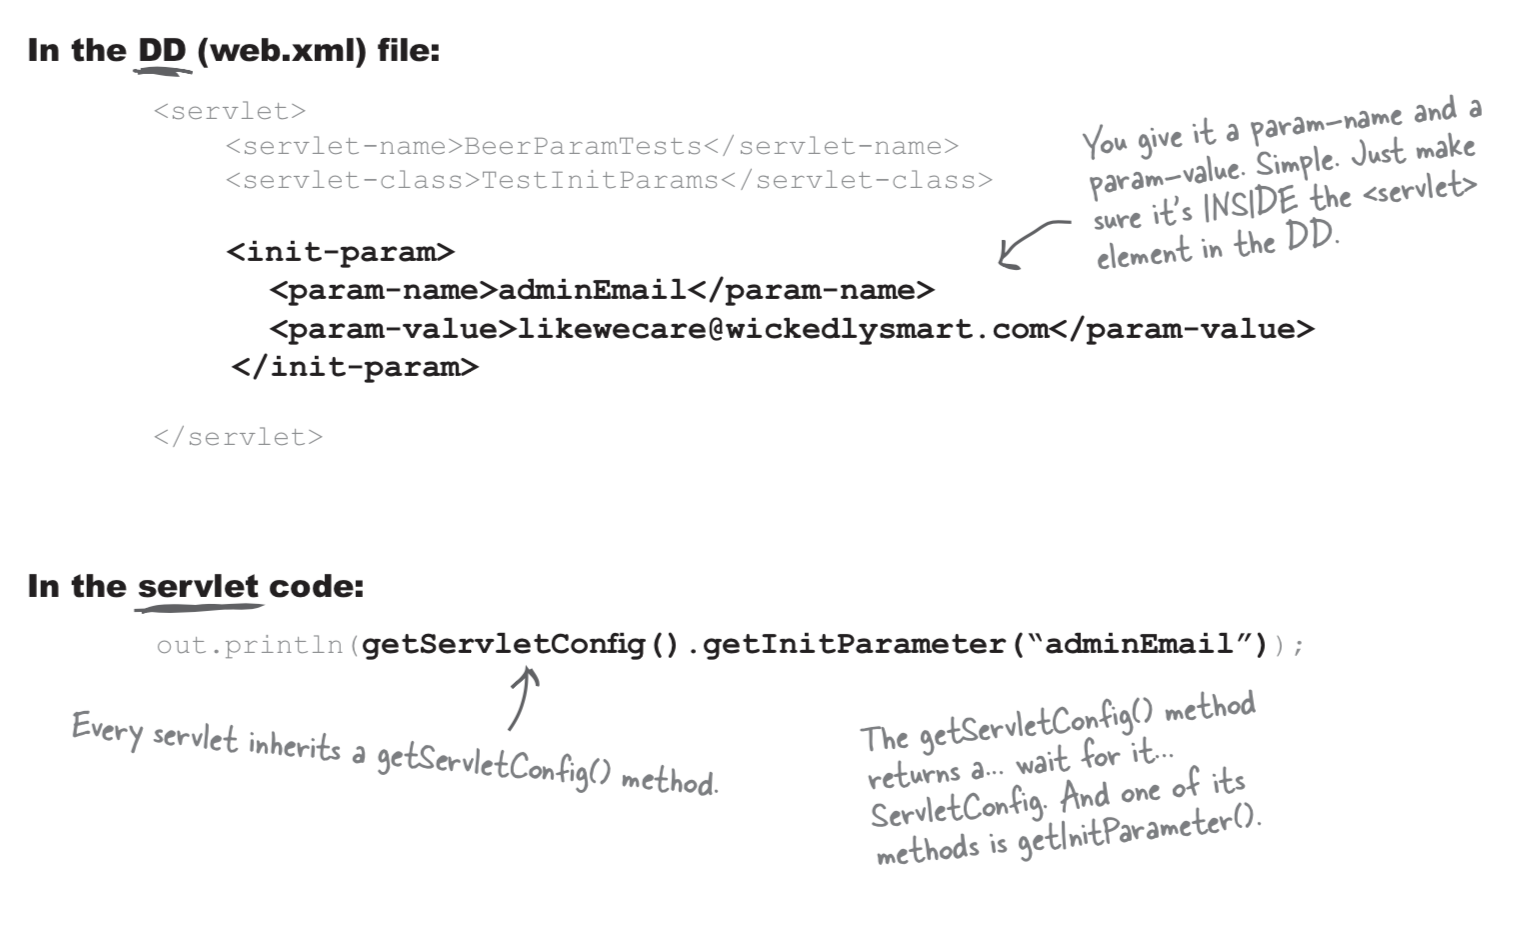 In the DD (web.xml) file:
<servlet>
<servlet-name>BeerParamTests</servlet-name>
<servlet-class>TestInitParams</servlet-class>
You give it a param-name and a
param-value. Simple. Just make
sure it's INSIDE the <servlet>
element in the DD.
<init-param>
<param-name>adminEmail</param-name>
<param-value>likewecare@wickedlysmart.com</param-value>
</init-param>
</servlet>
In the servlet code:
out.println(getServletConfig().getInitParameter(“adminEmail”));
Every servlet inherits a getServletConfig() method.
The getServletConfig() method
returns a... wait for it...
ServletConfig. And one of its
methods is getInitParameter().